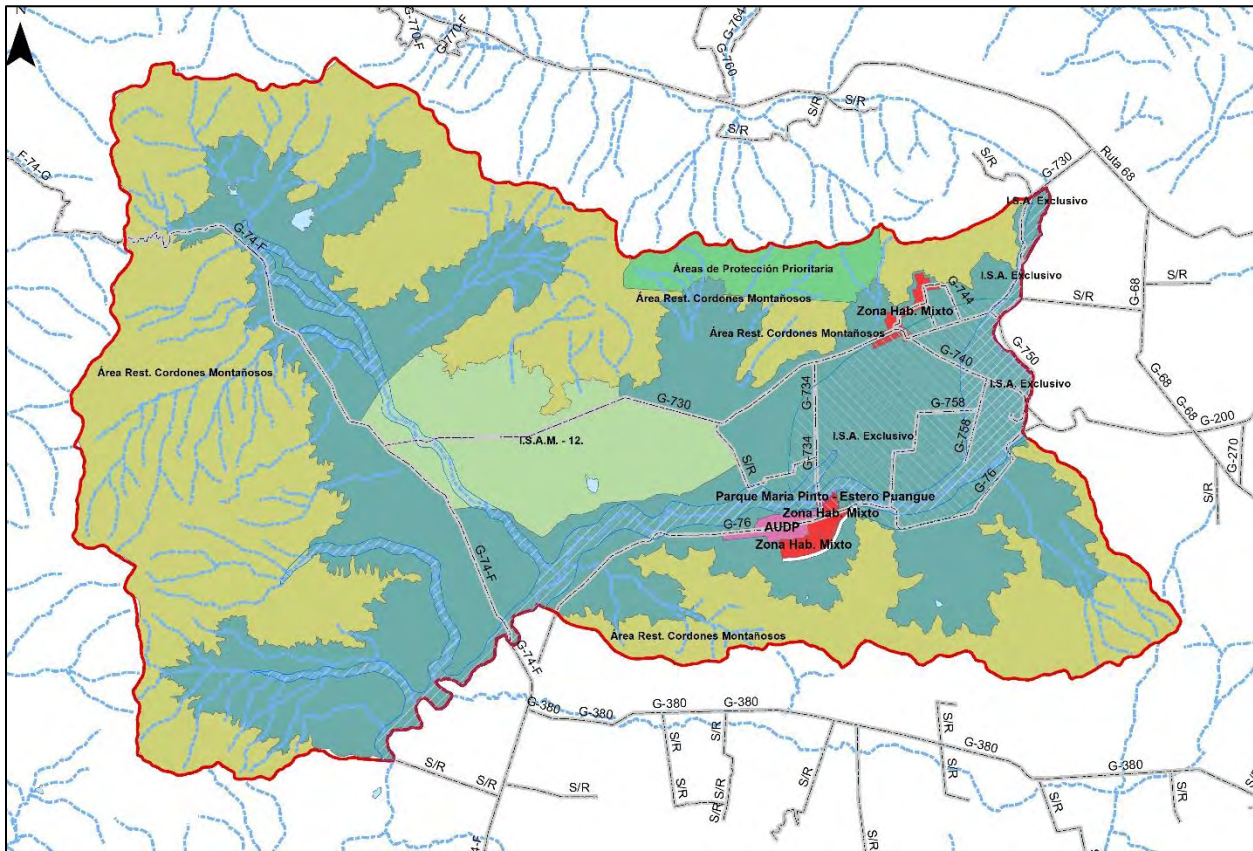 N
G-770-F
G-770-F
G-764
G-760
S/R
S/R
S/R
S/R
G-730
Ruta 68
F-74-G
I.S.A. Exclusivo
G-74-F
Áreas de Protección Prioritaria
I.S.A. Exclusivo
S/R
Área Rest. Cordones Montañosos
G-744
G-68
S/R
Zona Hab. Mixto
Área Rest. Cordones Montañosos
G-750
G-740
Área Rest. Cordones Montañosos
I.S.A. Exclusivo
G-68
G-734
G-730
G-758
G-68
G-200
I.S.A.M. - 12.
I.S.A. Exclusivo
G-758
G-734
S/R
G-76
G-270
S/R
Parque Maria Pinto - Estero Puangue
Zona Hab. Mixto
G-76
AUDP
Zona Hab. Mixto
G-74-F
Área Rest. Cordones Montañosos
G-74-F
G-380
G-380
G-380
G-380
S/R
S/R
S/R
S/R
G-380
S/R
G-380
S/R
S/R
S/R
S/R
S/R
S/R
S/R
S/R
S/R
4-F
S/R
S/R